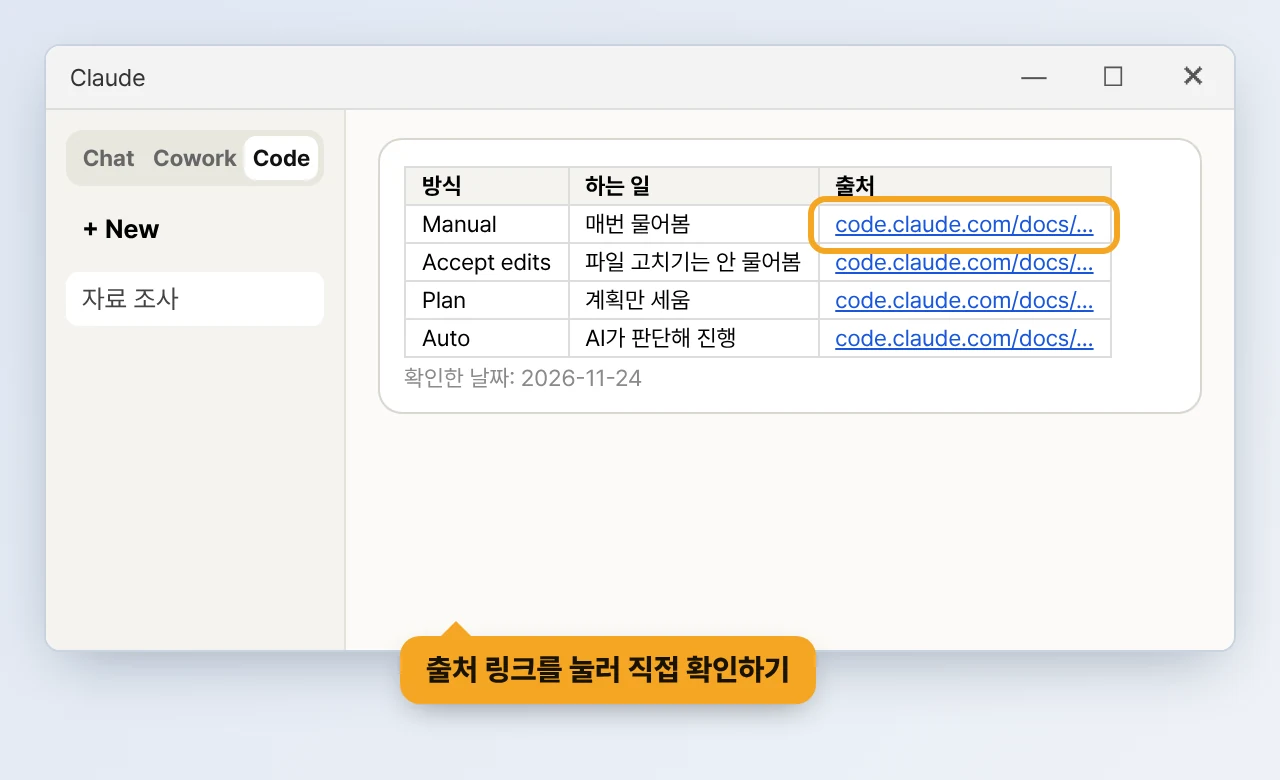 Claude
Chat Cowork Code
+ New
자료 조사
방식 하는 일 출처
Manual 매번 물어봄 code.claude.com/docs/...
Accept edits 파일 고치기는 안 물어봄 code.claude.com/docs/...
Plan 계획만 세움 code.claude.com/docs/...
Auto AI가 판단해 진행 code.claude.com/docs/...
확인한 날짜: 2026-11-24
출처 링크를 눌러 직접 확인하기